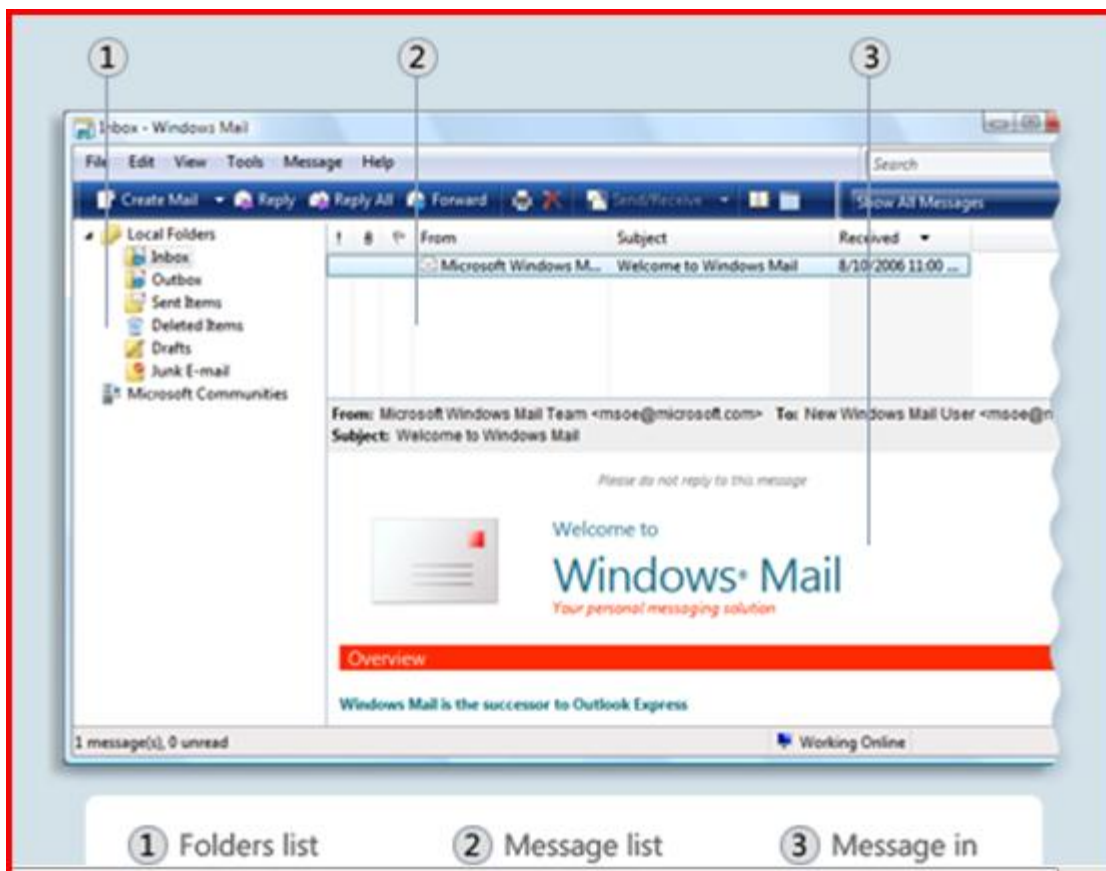 1 2 3
Inbox - Windows Mail
File Edit View Tools Message Help Search
Create Mail Reply Reply All Forward Send/Receive Show All Messages
Local Folders ! From Subject Received
Inbox Microsoft Windows M... Welcome to Windows Mail 8/10/2006 11:00 ...
Outbox
Sent Items
Deleted Items
Drafts
Junk E-mail
Microsoft Communities
From: Microsoft Windows Mail Team <msoe@microsoft.com> To: New Windows Mail User <msoe@n
Subject: Welcome to Windows Mail
Please do not reply to this message
Welcome to
Windows® Mail
Your personal messaging solution
Overview
Windows Mail is the successor to Outlook Express
1 message(s), 0 unread Working Online
1 Folders list 2 Message list 3 Message in